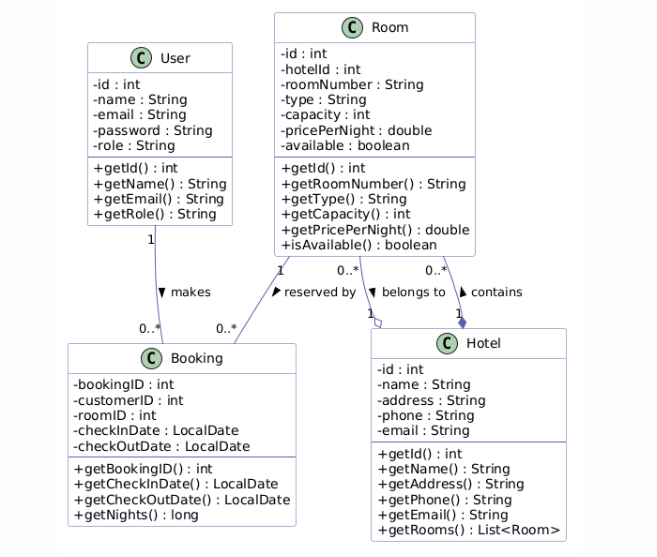 C User
-id : int
-name : String
-email : String
-password : String
-role : String
+getId() : int
+getName() : String
+getEmail() : String
+getRole() : String
C Room
-id : int
-hotelId : int
-roomNumber : String
-type : String
-capacity : int
-pricePerNight : double
-available : boolean
+getId() : int
+getRoomNumber() : String
+getType() : String
+getCapacity() : int
+getPricePerNight() : double
+isAvailable() : boolean
1
makes
0..*
1
reserved by
0..*
0..*
belongs to
1
0..*
contains
1
C Booking
-bookingID : int
-customerID : int
-roomID : int
-checkInDate : LocalDate
-checkOutDate : LocalDate
+getBookingID() : int
+getCheckInDate() : LocalDate
+getCheckOutDate() : LocalDate
+getNights() : long
C Hotel
-id : int
-name : String
-address : String
-phone : String
-email : String
+getId() : int
+getName() : String
+getAddress() : String
+getPhone() : String
+getEmail() : String
+getRooms() : List<Room>